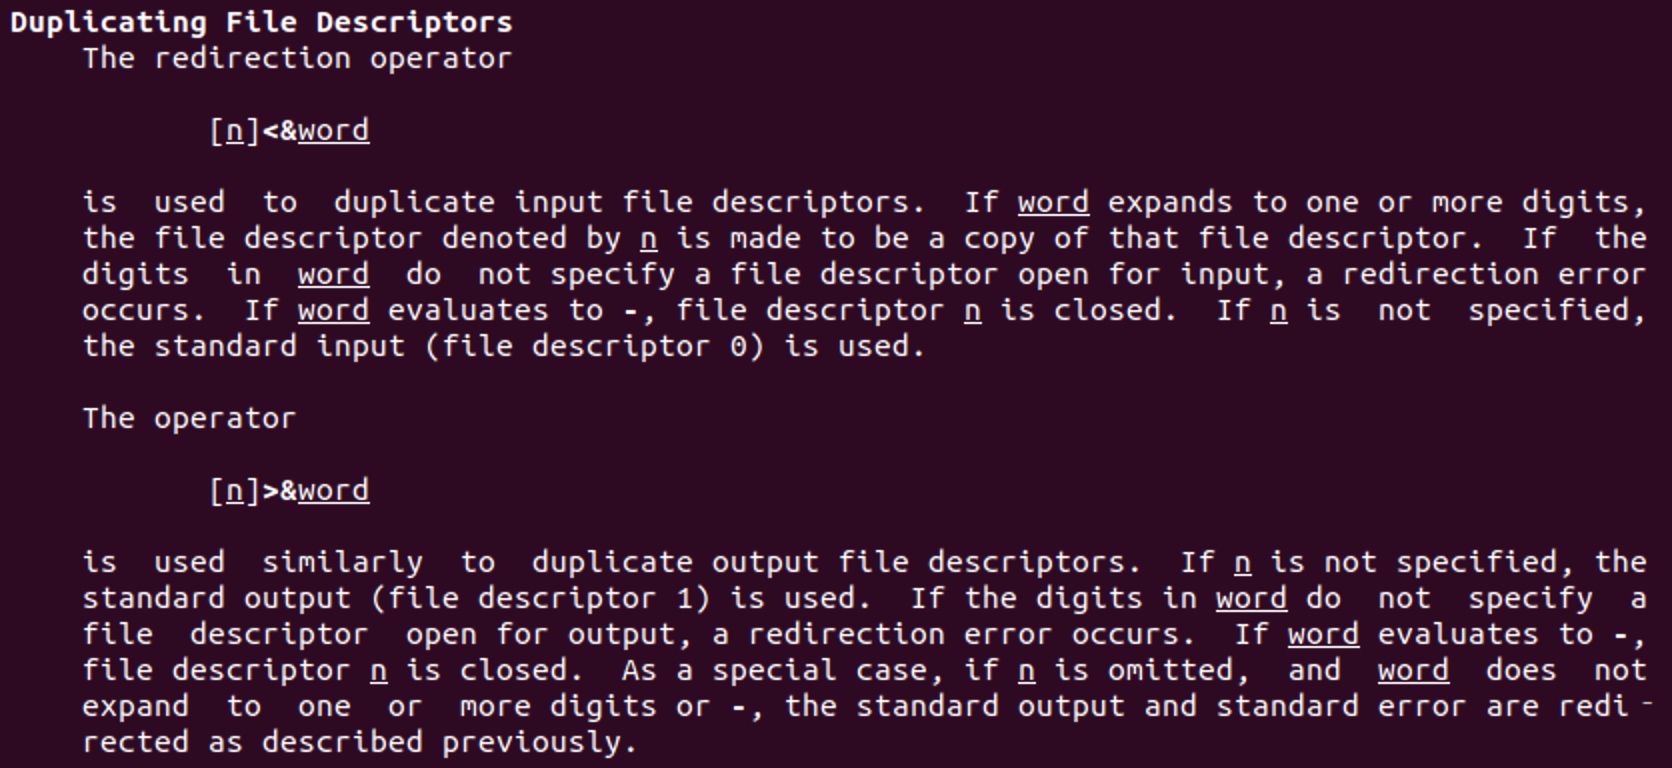 Duplicating File Descriptors
The redirection operator
[n]<&word
is used to duplicate input file descriptors. If word expands to one or more digits,
the file descriptor denoted by n is made to be a copy of that file descriptor. If the
digits in word do not specify a file descriptor open for input, a redirection error
occurs. If word evaluates to -, file descriptor n is closed. If n is not specified,
the standard input (file descriptor 0) is used.
The operator
[n]>&word
is used similarly to duplicate output file descriptors. If n is not specified, the
standard output (file descriptor 1) is used. If the digits in word do not specify a
file descriptor open for output, a redirection error occurs. If word evaluates to -,
file descriptor n is closed. As a special case, if n is omitted, and word does not
expand to one or more digits or -, the standard output and standard error are redi‐
rected as described previously.